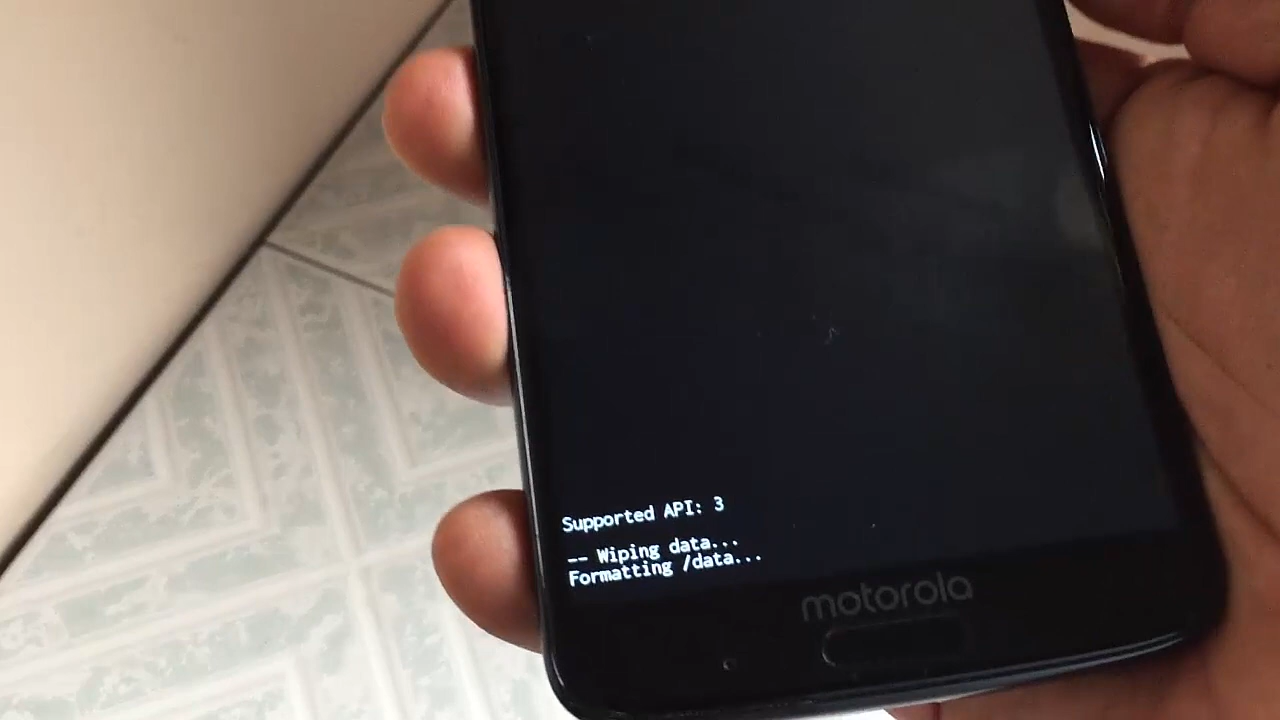 Supported API: 3
-- Wiping data...
Formatting /data...
motorola